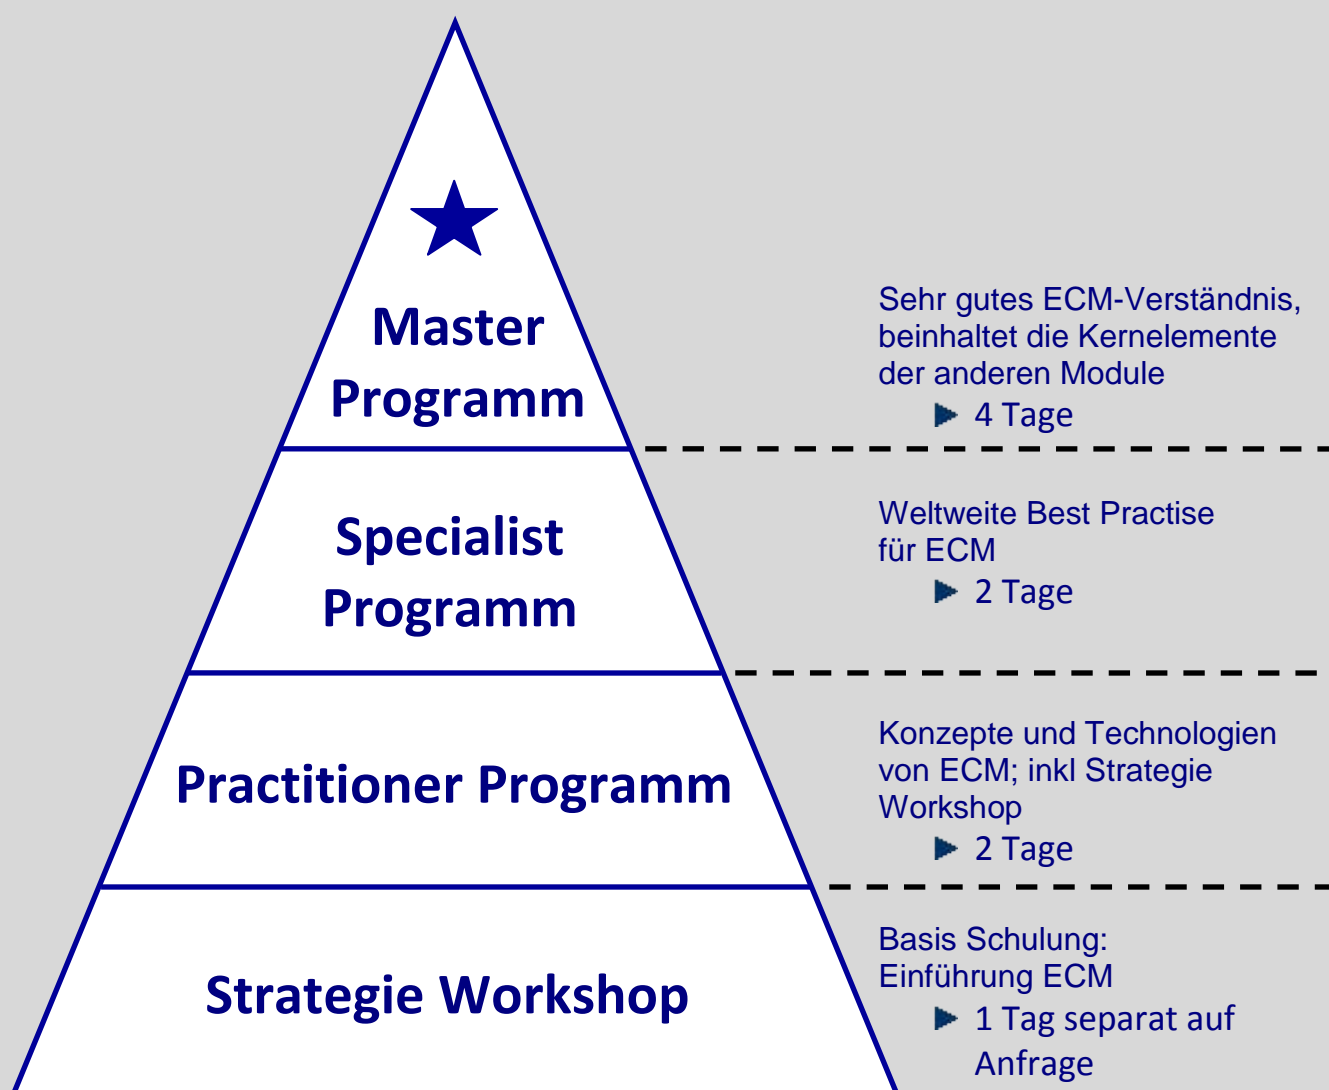 Master
Programm
Sehr gutes ECM-Verständnis,
beinhaltet die Kernelemente
der anderen Module
4 Tage
Specialist
Programm
Weltweite Best Practise
für ECM
2 Tage
Practitioner Programm
Konzepte und Technologien
von ECM; inkl Strategie
Workshop
2 Tage
Strategie Workshop
Basis Schulung:
Einführung ECM
1 Tag separat auf
Anfrage